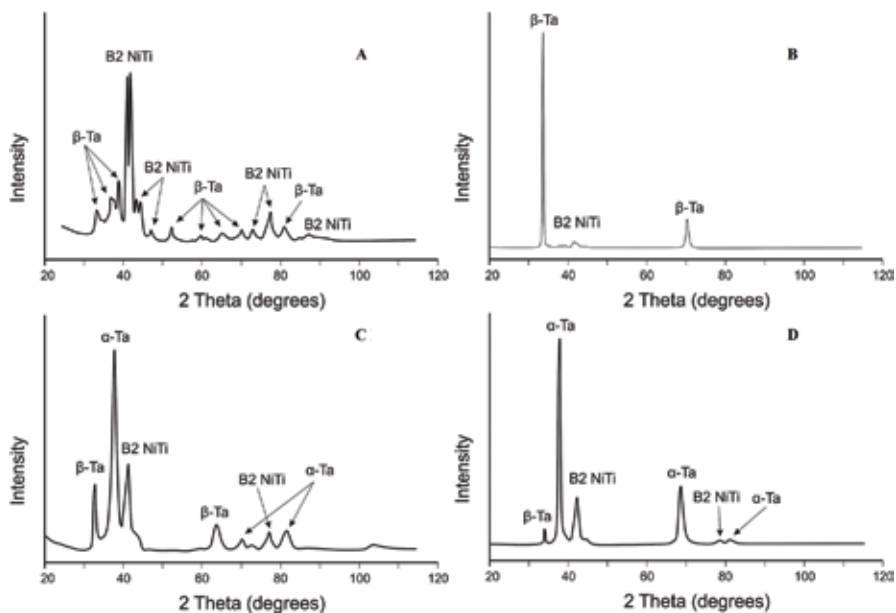 A
B2 NiTi
β-Ta
B2 NiTi
β-Ta
B2 NiTi
β-Ta
B2 NiTi
Intensity
20 40 60 80 100 120
2 Theta (degrees)
B
β-Ta
B2 NiTi
β-Ta
Intensity
20 40 60 80 100 120
2 Theta (degrees)
C
α-Ta
β-Ta
B2 NiTi
β-Ta
B2 NiTi
α-Ta
Intensity
20 40 60 80 100 120
2 Theta (degrees)
D
α-Ta
β-Ta
B2 NiTi
α-Ta
B2 NiTi
α-Ta
Intensity
20 40 60 80 100 120
2 Theta (degrees)